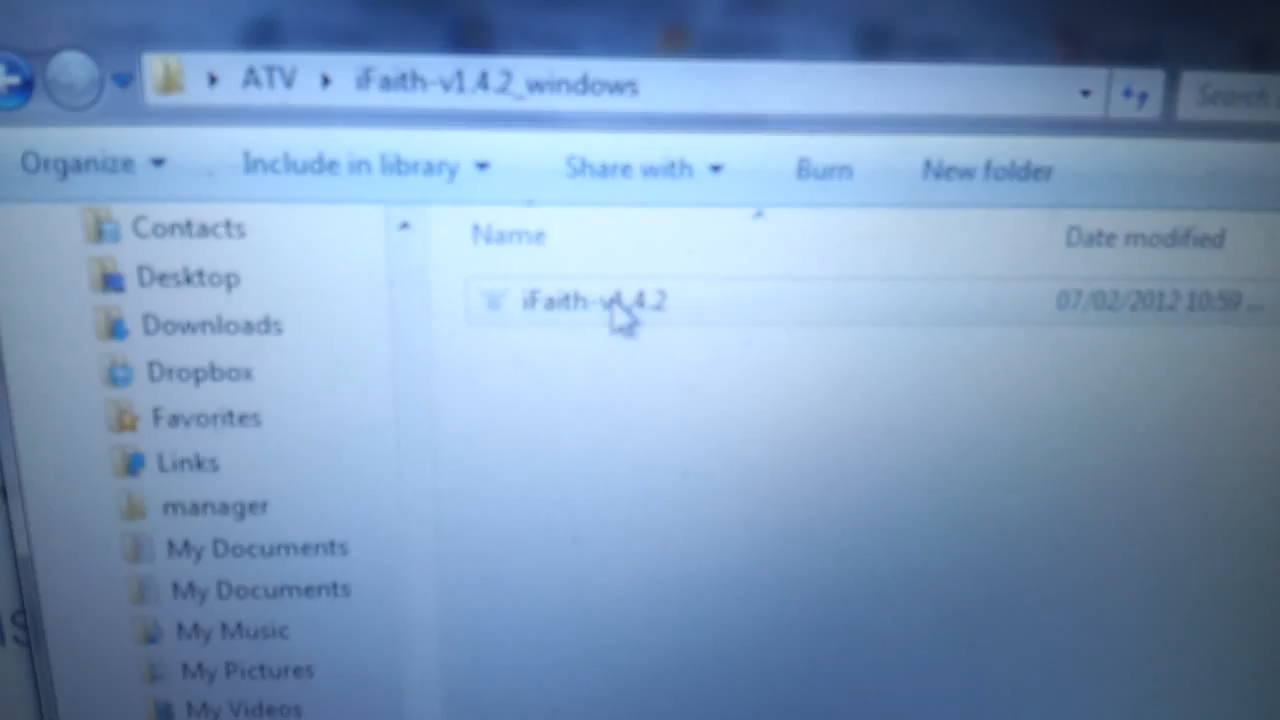 ATV iFaith-v1.4.2_windows
Search
Organize Include in library Share with Burn New folder
Name Date modified
iFaith-v1.4.2 07/02/2012 10:59 ...
Contacts
Desktop
Downloads
Dropbox
Favorites
Links
manager
My Documents
My Documents
My Music
My Pictures
My Videos